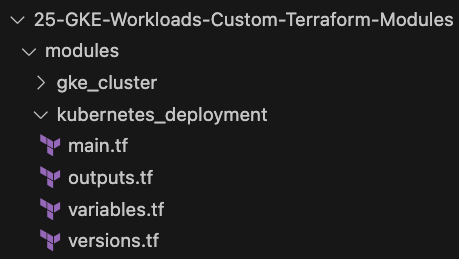 25-GKE-Workloads-Custom-Terraform-Modules
modules
gke_cluster
kubernetes_deployment
main.tf
outputs.tf
variables.tf
versions.tf